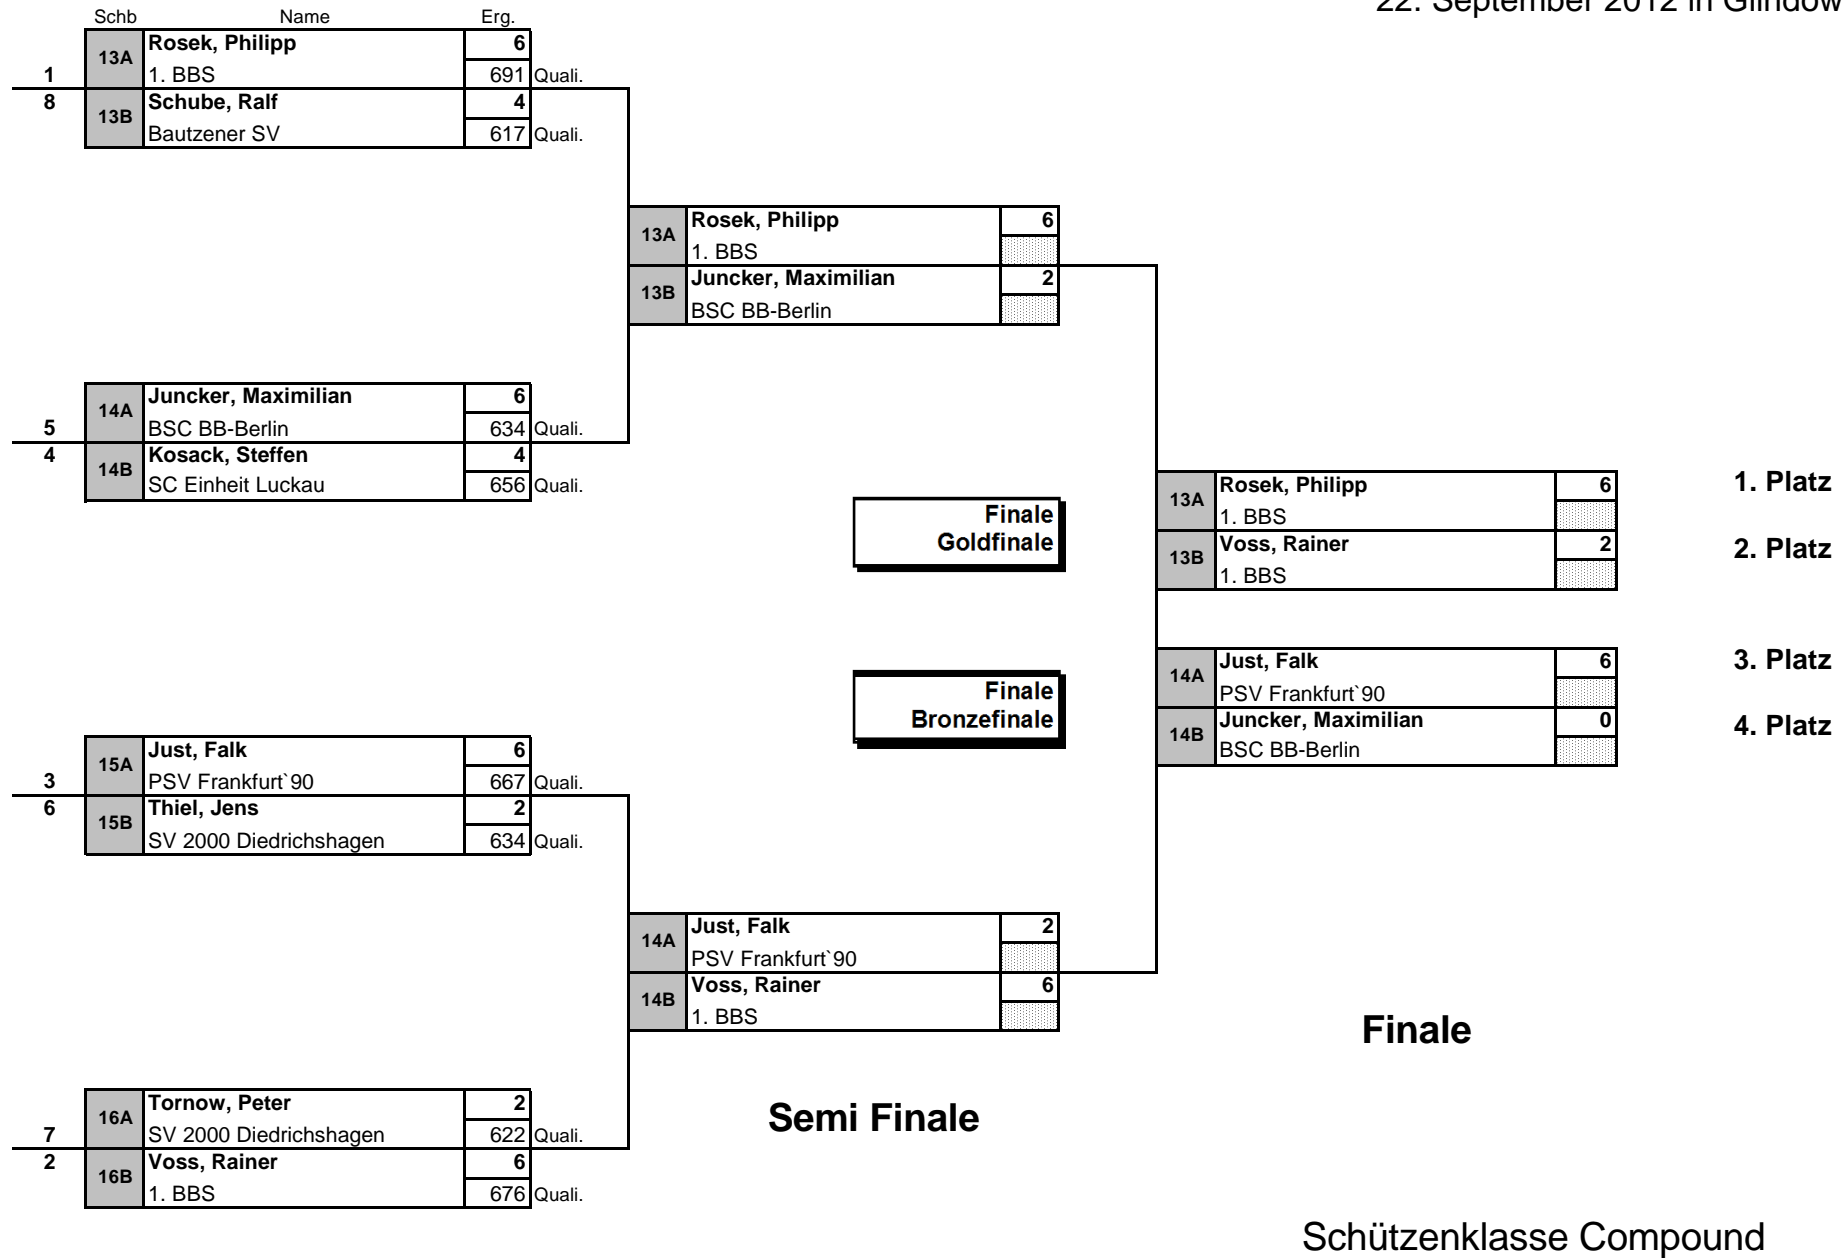 22. September 2012 in Glindow
Schb Name Erg.
13A Rosek, Philipp 6
1 1. BBS 691 Quali.
8 13B Schube, Ralf 4
Bautzener SV 617 Quali.
13A Rosek, Philipp 6
1. BBS
13B Juncker, Maximilian 2
BSC BB-Berlin
14A Juncker, Maximilian 6
5 BSC BB-Berlin 634 Quali.
4 14B Kosack, Steffen 4
SC Einheit Luckau 656 Quali.
Finale
Goldfinale
13A Rosek, Philipp 6 1. Platz
1. BBS
13B Voss, Rainer 2 2. Platz
1. BBS
Finale
Bronzefinale
14A Just, Falk 6 3. Platz
PSV Frankfurt`90
14B Juncker, Maximilian 0 4. Platz
BSC BB-Berlin
15A Just, Falk 6
3 PSV Frankfurt`90 667 Quali.
6 15B Thiel, Jens 2
SV 2000 Diedrichshagen 634 Quali.
14A Just, Falk 2
PSV Frankfurt`90
14B Voss, Rainer 6
1. BBS
Finale
Semi Finale
16A Tornow, Peter 2
7 SV 2000 Diedrichshagen 622 Quali.
2 16B Voss, Rainer 6
1. BBS 676 Quali.
Schützenklasse Compound